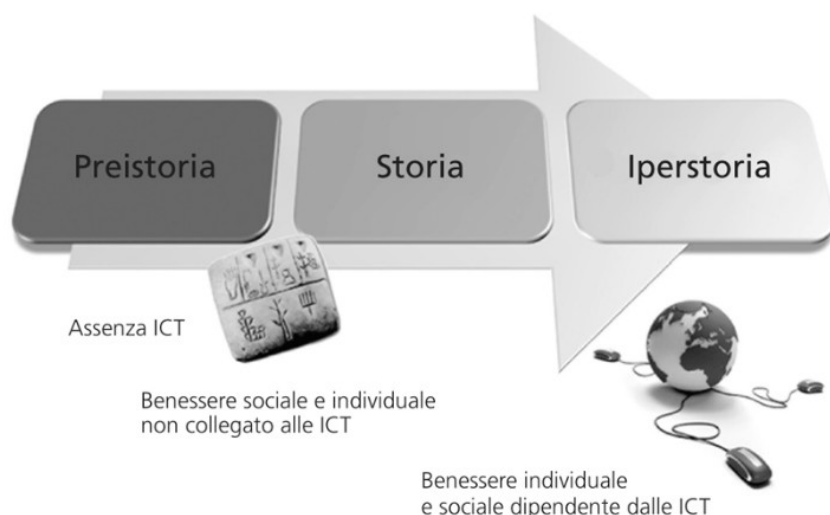 Preistoria
Storia
Iperstoria
Assenza ICT
Benessere sociale e individuale
non collegato alle ICT
Benessere individuale
e sociale dipendente dalle ICT